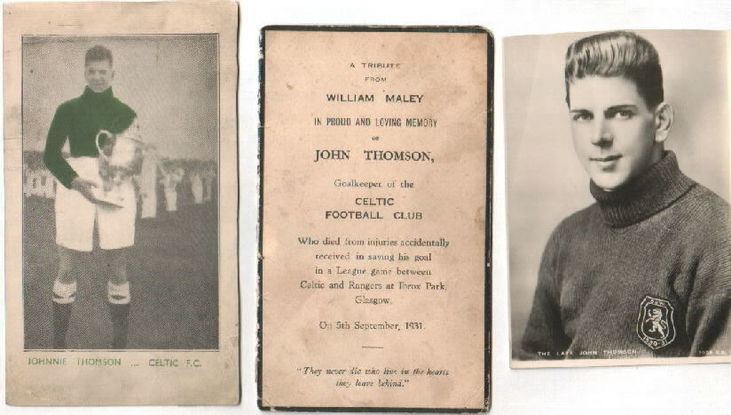 JOHNNIE THOMSON ... CELTIC F.C.
A TRIBUTE
FROM
WILLIAM MALEY
IN PROUD AND LOVING MEMORY
OF
JOHN THOMSON,
Goalkeeper of the
CELTIC
FOOTBALL CLUB
Who died from injuries accidentally
received in saving his goal
in a League game between
Celtic and Rangers at Ibrox Park,
Glasgow,
On 5th September, 1931.
"They never die who live in the hearts
they leave behind."
THE LATE JOHN THOMSON